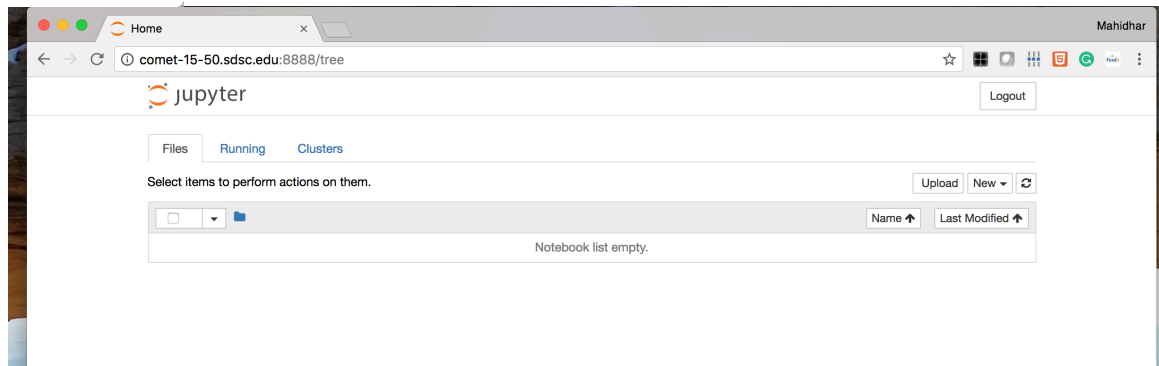 Home
Mahidhar
comet-15-50.sdsc.edu:8888/tree
jupyter
Logout
Files Running Clusters
Select items to perform actions on them.
Upload New
Name Last Modified
Notebook list empty.